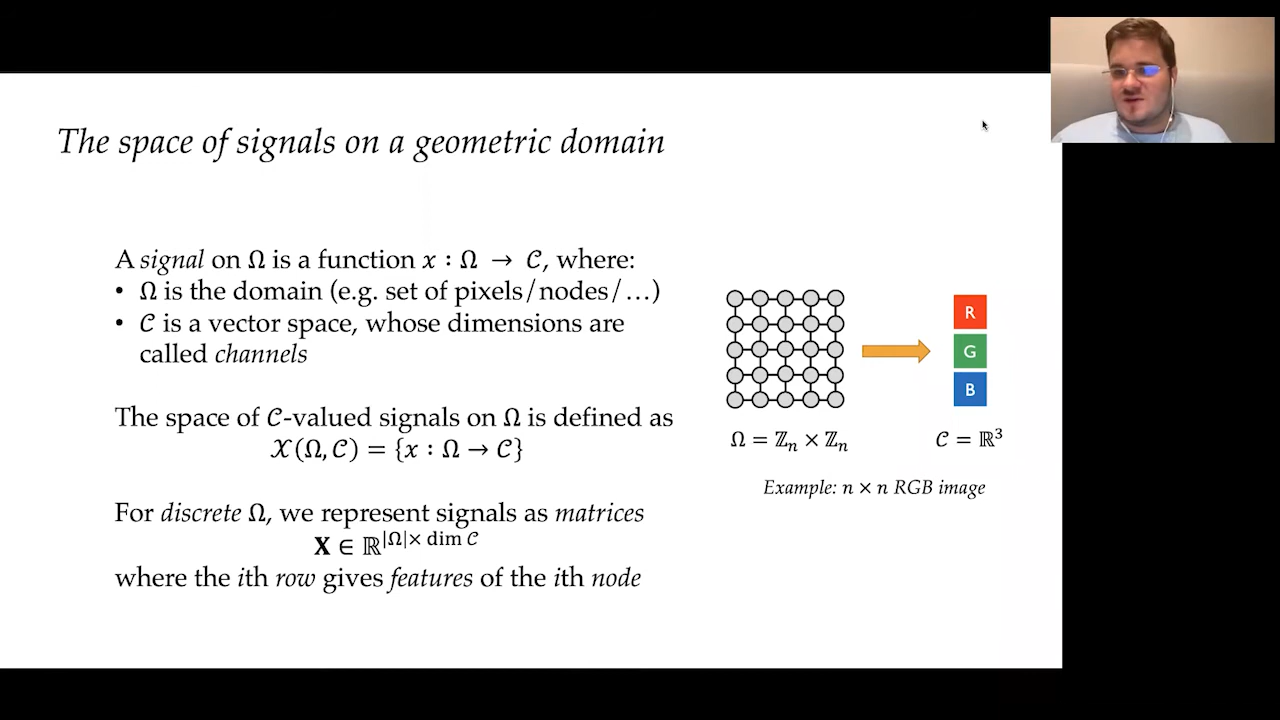 The space of signals on a geometric domain
A signal on Ω is a function x : Ω → 𝒞, where:
• Ω is the domain (e.g. set of pixels/nodes/…)
• 𝒞 is a vector space, whose dimensions are
called channels
The space of 𝒞-valued signals on Ω is defined as
𝒳(Ω, 𝒞) = {x : Ω → 𝒞}
For discrete Ω, we represent signals as matrices
𝐗 ∈ ℝ^{|Ω|× dim 𝒞}
where the ith row gives features of the ith node
R
G
B
Ω = ℤₙ × ℤₙ
𝒞 = ℝ³
Example: n × n RGB image